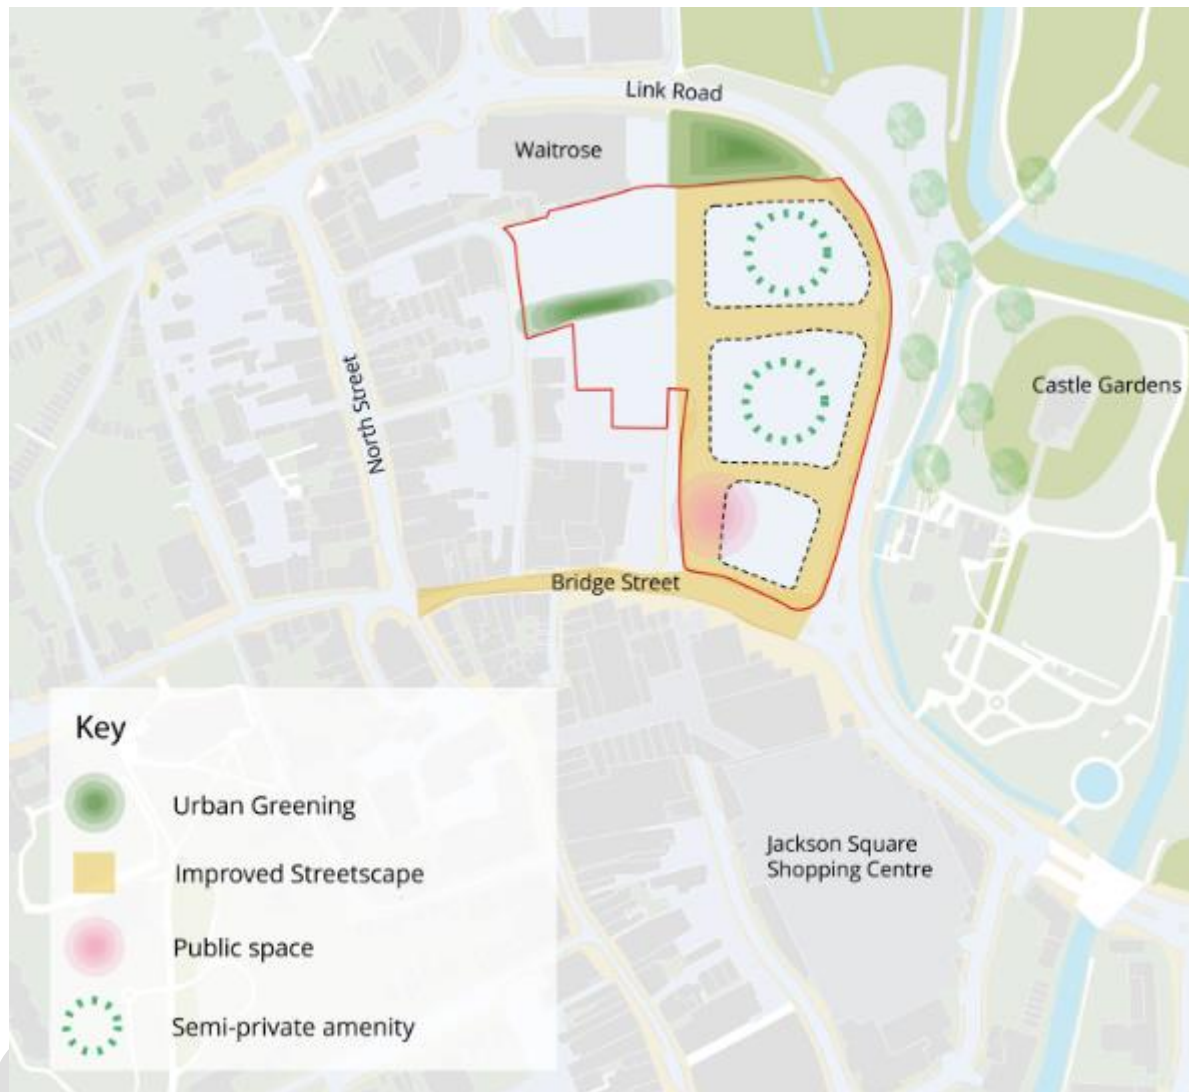 Link Road
Waitrose
North Street
Castle Gardens
Bridge Street
Key
Urban Greening
Improved Streetscape
Public space
Semi-private amenity
Jackson Square
Shopping Centre